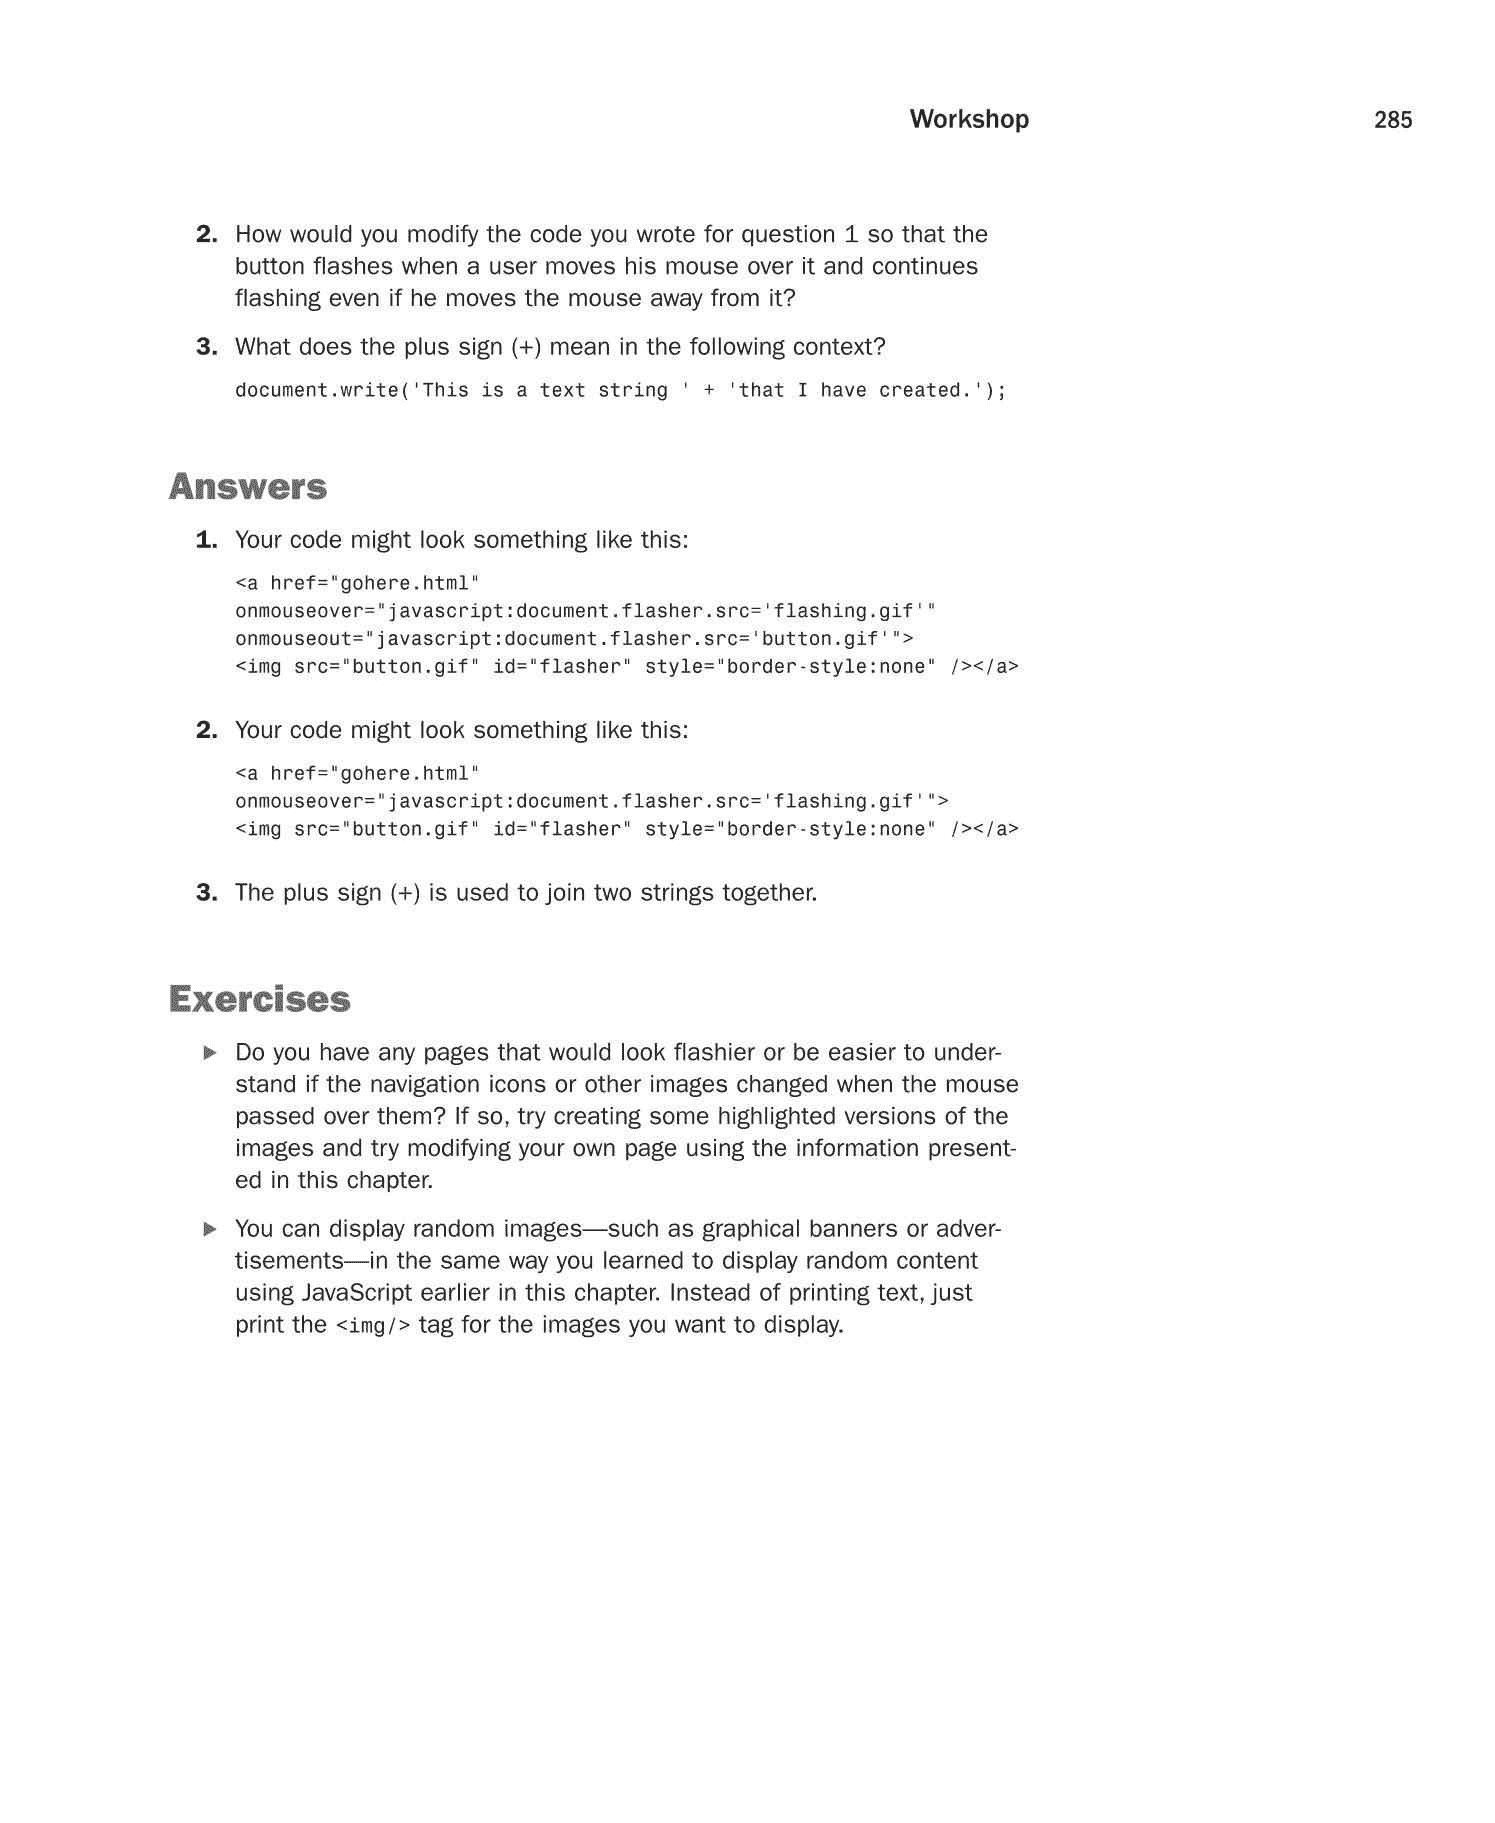 Workshop 285
2. How would you modify the code you wrote for question 1 so that the
button flashes when a user moves his mouse over it and continues
flashing even if he moves the mouse away from it?
3. What does the plus sign (+) mean in the following context?
document.write('This is a text string ' + 'that I have created.');
Answers
1. Your code might look something like this:
<a href="gohere.html"
onmouseover="javascript:document.flasher.src='flashing.gif'"
onmouseout="javascript:document.flasher.src='button.gif'">
<img src="button.gif" id="flasher" style="border-style:none" /></a>
2. Your code might look something like this:
<a href="gohere.html"
onmouseover="javascript:document.flasher.src='flashing.gif'">
<img src="button.gif" id="flasher" style="border-style:none" /></a>
3. The plus sign (+) is used to join two strings together.
Exercises
▶ Do you have any pages that would look flashier or be easier to under-
stand if the navigation icons or other images changed when the mouse
passed over them? If so, try creating some highlighted versions of the
images and try modifying your own page using the information present-
ed in this chapter.
▶ You can display random images—such as graphical banners or adver-
tisements—in the same way you learned to display random content
using JavaScript earlier in this chapter. Instead of printing text, just
print the <img/> tag for the images you want to display.